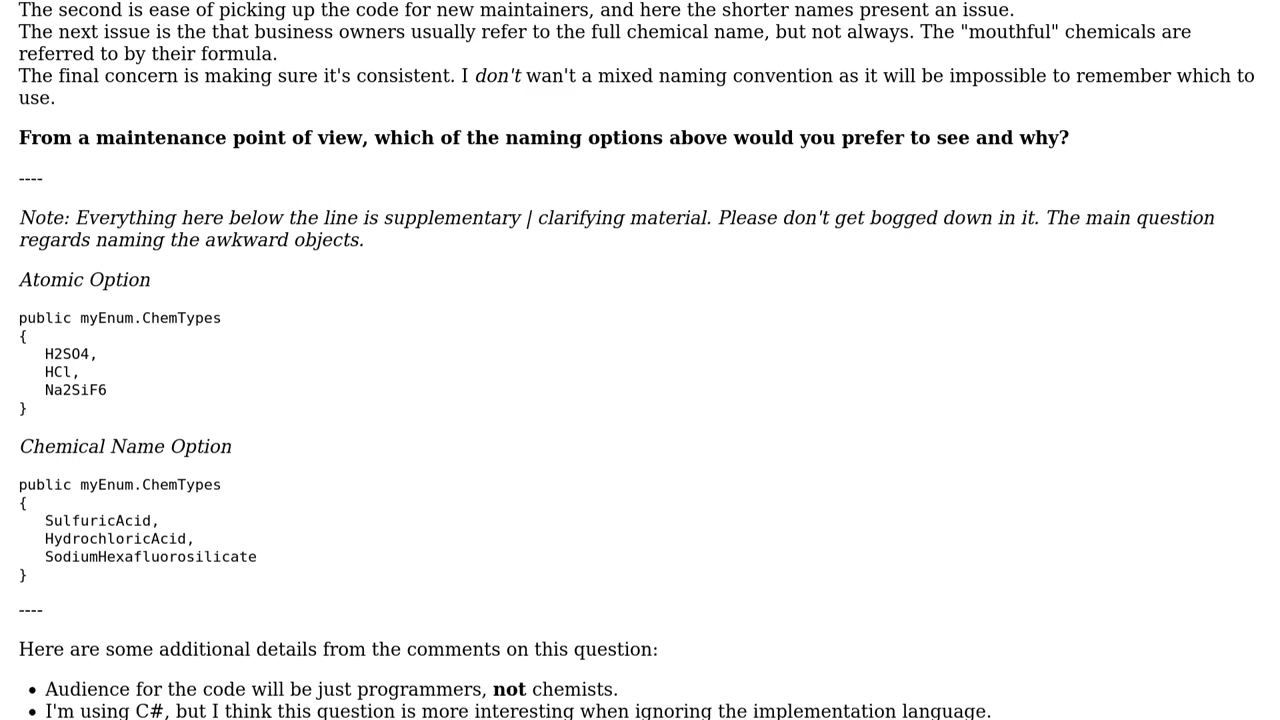 The second is ease of picking up the code for new maintainers, and here the shorter names present an issue.
The next issue is the that business owners usually refer to the full chemical name, but not always. The "mouthful" chemicals are
referred to by their formula.
The final concern is making sure it's consistent. I don't wan't a mixed naming convention as it will be impossible to remember which to
use.
From a maintenance point of view, which of the naming options above would you prefer to see and why?
----
Note: Everything here below the line is supplementary | clarifying material. Please don't get bogged down in it. The main question
regards naming the awkward objects.
Atomic Option
public myEnum.ChemTypes
{
   H2SO4,
   HCl,
   Na2SiF6
}
Chemical Name Option
public myEnum.ChemTypes
{
   SulfuricAcid,
   HydrochloricAcid,
   SodiumHexafluorosilicate
}
----
Here are some additional details from the comments on this question:
• Audience for the code will be just programmers, not chemists.
• I'm using C#, but I think this question is more interesting when ignoring the implementation language.